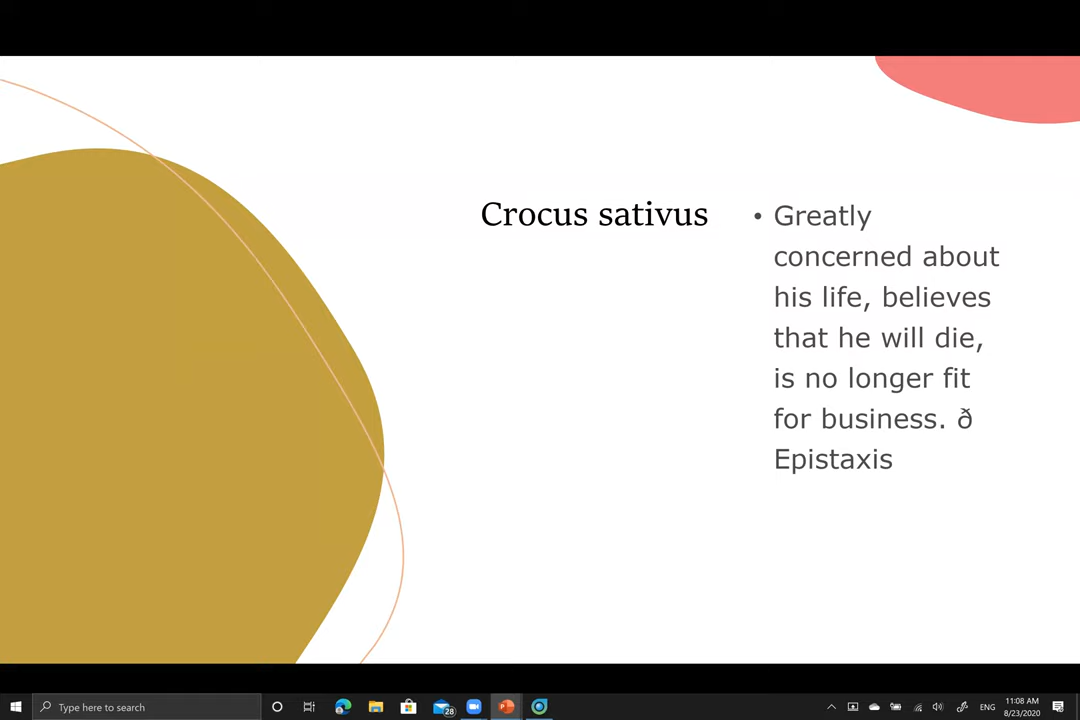 Crocus sativus
• Greatly
concerned about
his life, believes
that he will die,
is no longer fit
for business. ð
Epistaxis
Type here to search
28
ENG
11:08 AM
8/23/2020